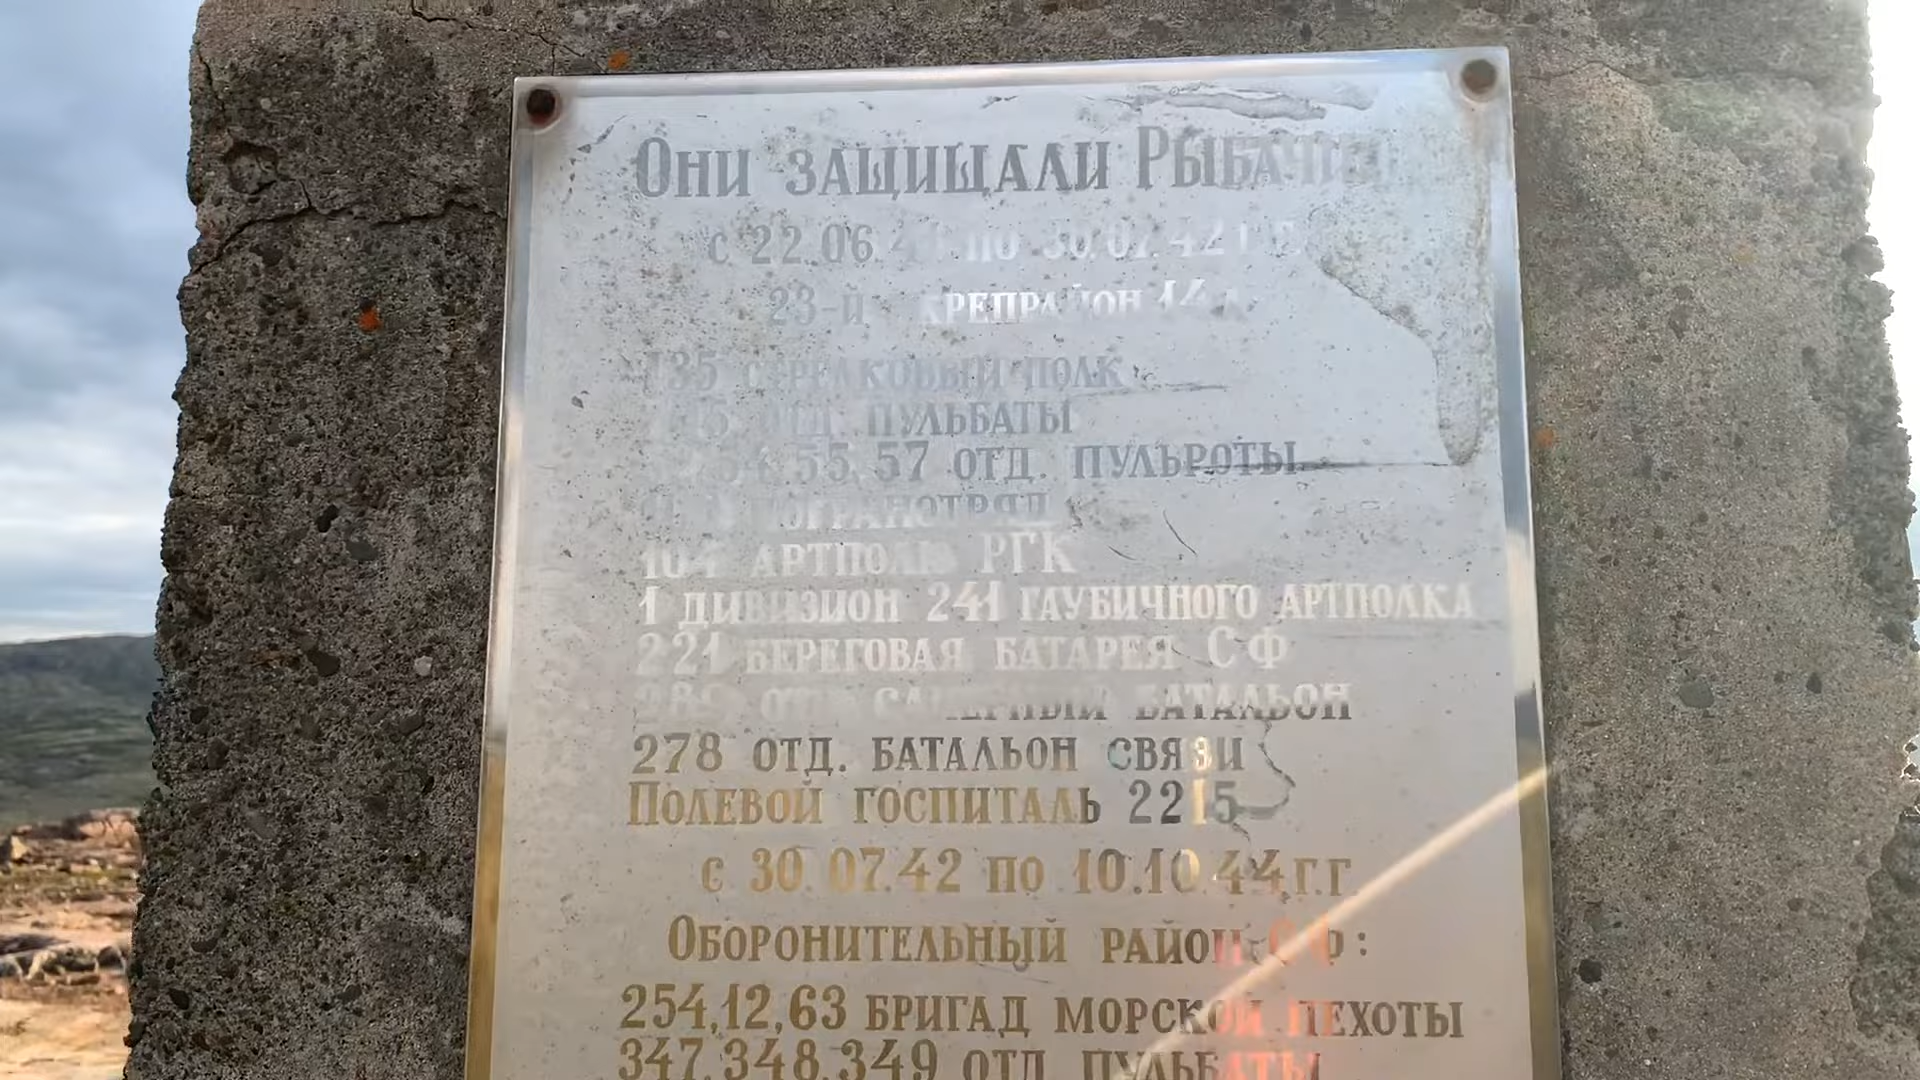 Они защищали Рыбачий
с 22.06.41 по 30.07.42 г.г.
23-й укрепрайон 14 А
135 стрелковый полк
отд. пульбаты
54, 55, 57 отд. пульроты
погранотряд
104 артполк РГК
1 дивизион 241 гаубичного артполка
221 береговая батарея СФ
отд. саперный батальон
278 отд. батальон связи
Полевой госпиталь 2215
с 30.07.42 по 10.10.44 г.г.
Оборонительный район СФ:
254, 12, 63 бригад морской пехоты
347, 348, 349 отд. пульбаты